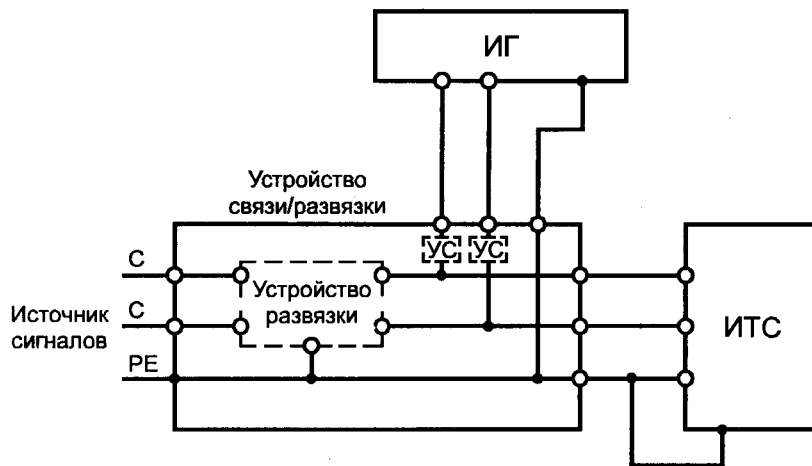 ИГ
Устройство
связи/развязки
УС УС
С
Устройство
развязки
С
Источник
сигналов
PE
ИТС